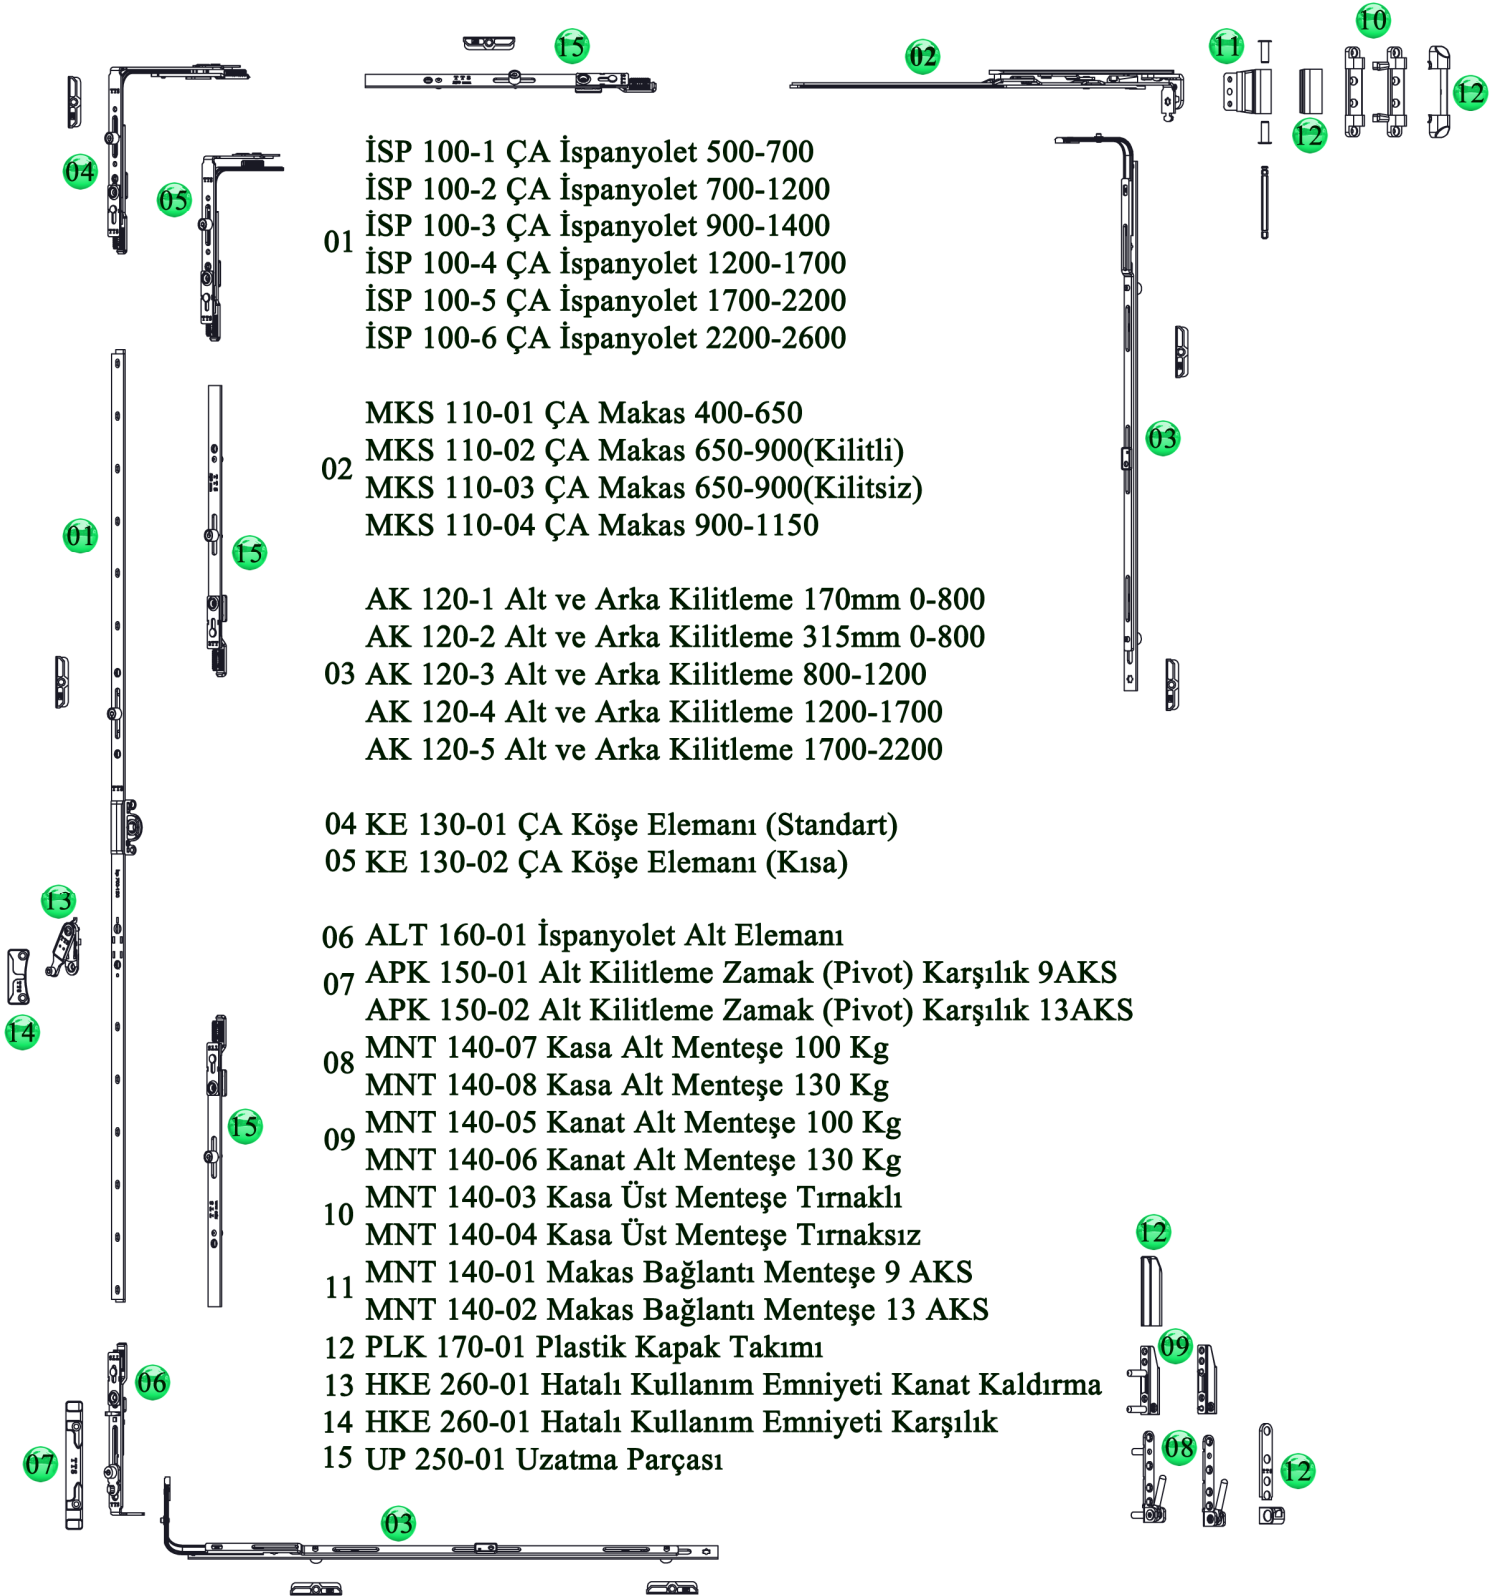 15
02
11
10
12
12
04
05
01
15
03
13
14
15
06
07
03
12
09
08
12
TTS
01
İSP 100-1 ÇA İspanyolet 500-700
İSP 100-2 ÇA İspanyolet 700-1200
İSP 100-3 ÇA İspanyolet 900-1400
İSP 100-4 ÇA İspanyolet 1200-1700
İSP 100-5 ÇA İspanyolet 1700-2200
İSP 100-6 ÇA İspanyolet 2200-2600
02
MKS 110-01 ÇA Makas 400-650
MKS 110-02 ÇA Makas 650-900(Kilitli)
MKS 110-03 ÇA Makas 650-900(Kilitsiz)
MKS 110-04 ÇA Makas 900-1150
AK 120-1 Alt ve Arka Kilitleme 170mm 0-800
AK 120-2 Alt ve Arka Kilitleme 315mm 0-800
03 AK 120-3 Alt ve Arka Kilitleme 800-1200
AK 120-4 Alt ve Arka Kilitleme 1200-1700
AK 120-5 Alt ve Arka Kilitleme 1700-2200
04 KE 130-01 ÇA Köşe Elemanı (Standart)
05 KE 130-02 ÇA Köşe Elemanı (Kısa)
06 ALT 160-01 İspanyolet Alt Elemanı
07 APK 150-01 Alt Kilitleme Zamak (Pivot) Karşılık 9AKS
APK 150-02 Alt Kilitleme Zamak (Pivot) Karşılık 13AKS
08 MNT 140-07 Kasa Alt Menteşe 100 Kg
MNT 140-08 Kasa Alt Menteşe 130 Kg
09 MNT 140-05 Kanat Alt Menteşe 100 Kg
MNT 140-06 Kanat Alt Menteşe 130 Kg
10 MNT 140-03 Kasa Üst Menteşe Tırnaklı
MNT 140-04 Kasa Üst Menteşe Tırnaksız
11 MNT 140-01 Makas Bağlantı Menteşe 9 AKS
MNT 140-02 Makas Bağlantı Menteşe 13 AKS
12 PLK 170-01 Plastik Kapak Takımı
13 HKE 260-01 Hatalı Kullanım Emniyeti Kanat Kaldırma
14 HKE 260-01 Hatalı Kullanım Emniyeti Karşılık
15 UP 250-01 Uzatma Parçası